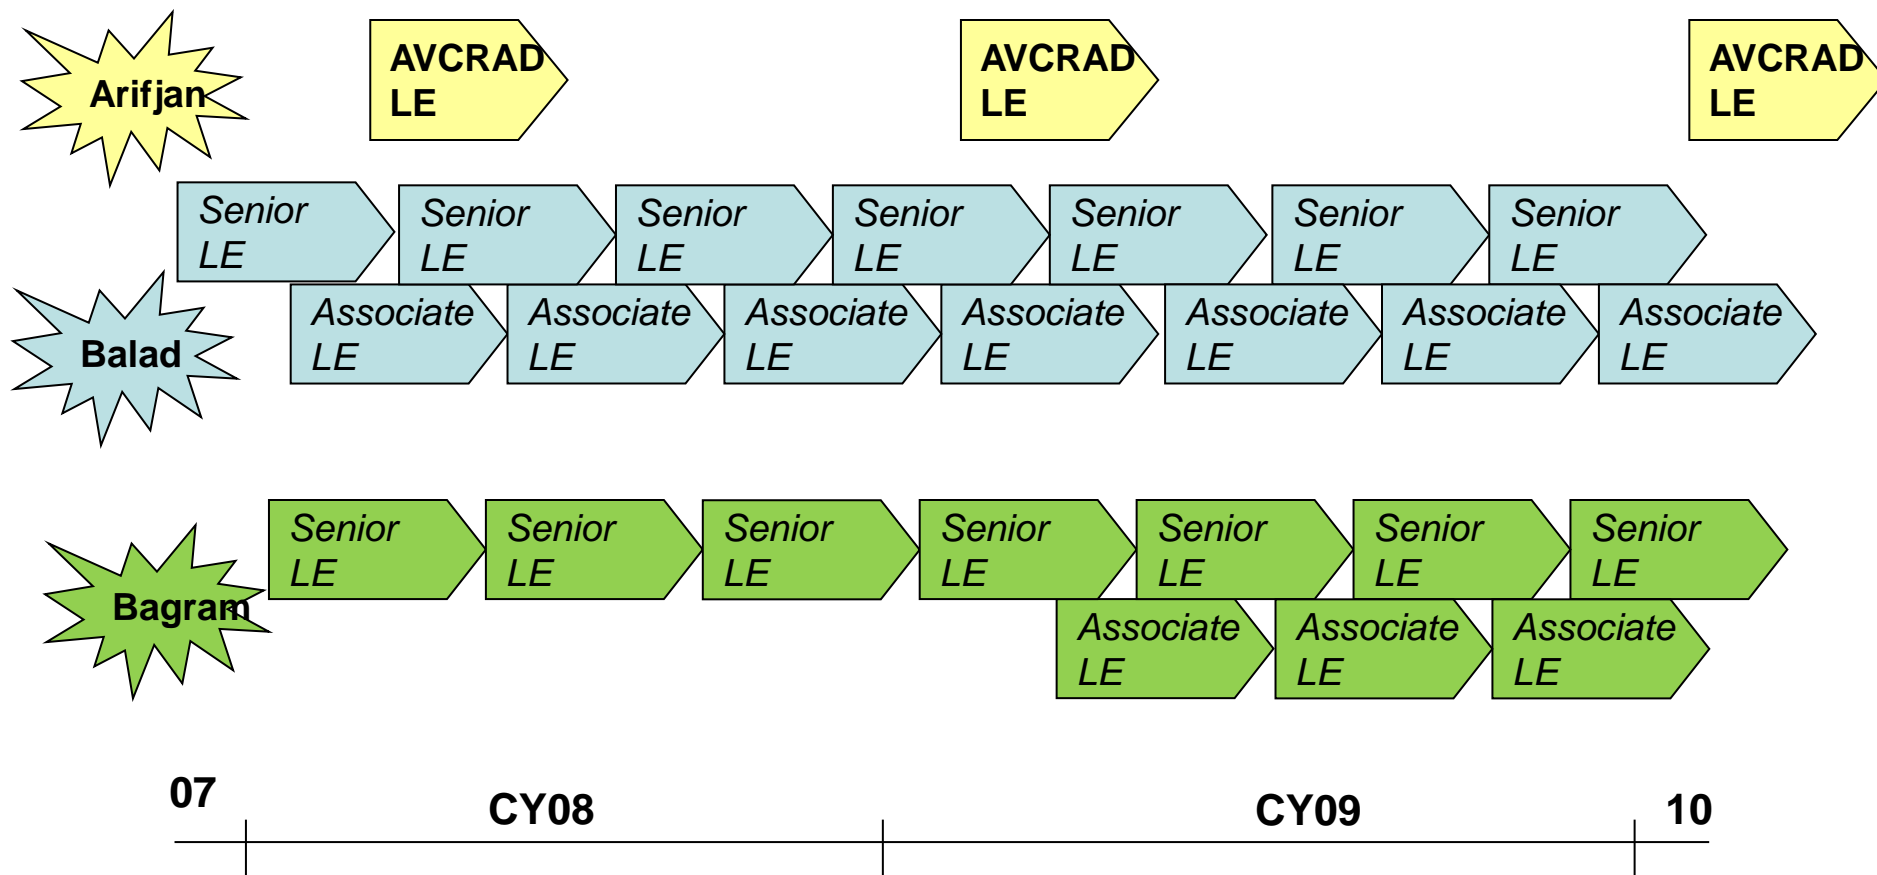 Arifjan
AVCRAD
LE
AVCRAD
LE
AVCRAD
LE
Senior
LE
Senior
LE
Senior
LE
Senior
LE
Senior
LE
Senior
LE
Senior
LE
Balad
Associate
LE
Associate
LE
Associate
LE
Associate
LE
Associate
LE
Associate
LE
Associate
LE
Bagram
Senior
LE
Senior
LE
Senior
LE
Senior
LE
Senior
LE
Senior
LE
Senior
LE
Associate
LE
Associate
LE
Associate
LE
07
CY08
CY09
10